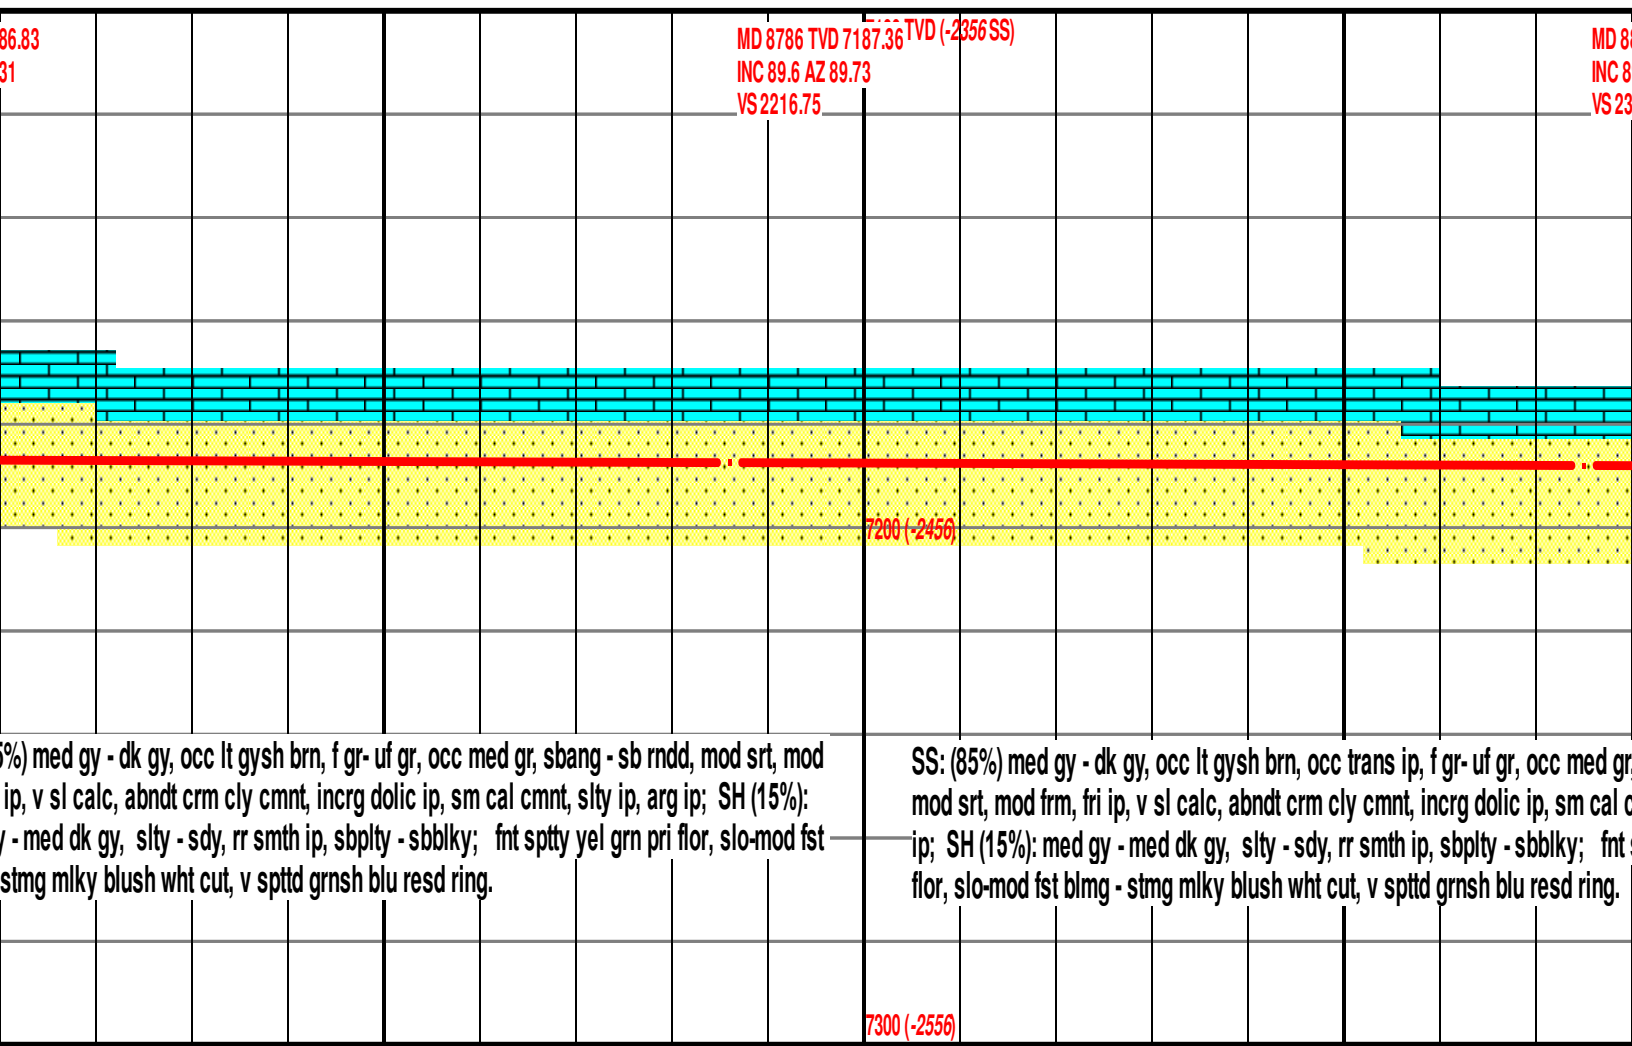 86.83
31
MD 8786 TVD 7187.36
INC 89.6 AZ 89.73
VS 2216.75
TVD (-2356 SS)
MD
INC
VS
7200 (-2456)
5%) med gy - dk gy, occ lt gysh brn, f gr- uf gr, occ med gr, sbang - sb rndd, mod srt, mod
ip, v sl calc, abndt crm cly cmnt, incrg dolic ip, sm cal cmnt, slty ip, arg ip; SH (15%):
- med dk gy, slty - sdy, rr smth ip, sbplty - sbblky; fnt sptty yel grn pri flor, slo-mod fst
stmg mlky blush wht cut, v spttd grnsh blu resd ring.
SS: (85%) med gy - dk gy, occ lt gysh brn, occ trans ip, f gr- uf gr, occ med gr,
mod srt, mod frm, fri ip, v sl calc, abndt crm cly cmnt, incrg dolic ip, sm cal
ip; SH (15%): med gy - med dk gy, slty - sdy, rr smth ip, sbplty - sbblky; fnt
flor, slo-mod fst blmg - stmg mlky blush wht cut, v spttd grnsh blu resd ring.
7300 (-2556)